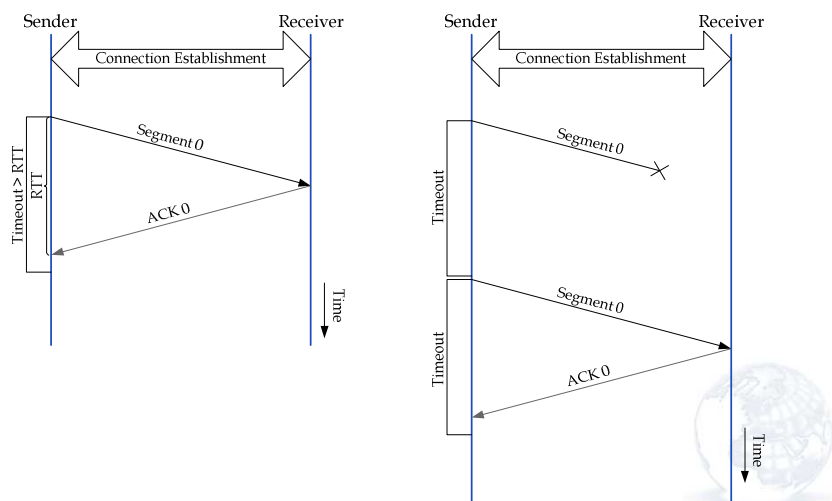 Sender
Receiver
Connection Establishment
Timeout > RTT
RTT
Segment 0
ACK 0
Time
Sender
Receiver
Connection Establishment
Timeout
Segment 0
Timeout
Segment 0
ACK 0
Time